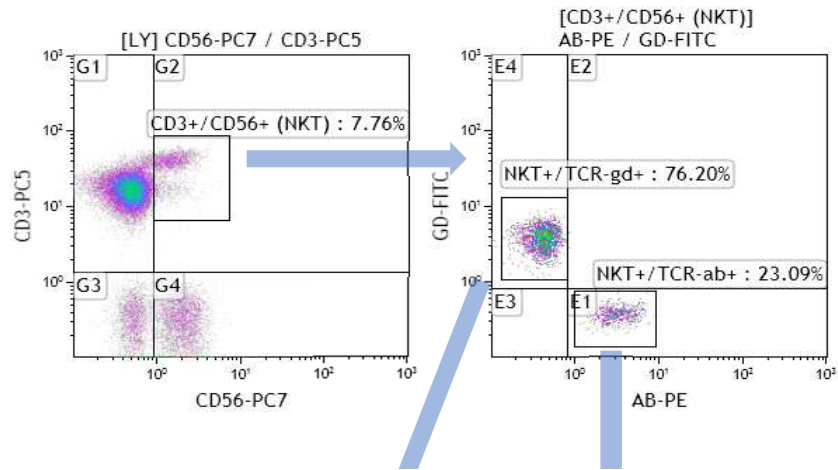 [LY] CD56-PC7 / CD3-PC5
10³
G1
G2
10²
CD3+/CD56+ (NKT) : 7.76%
CD3-PC5
10¹
10⁰
G3
G4
10⁰
10¹
10²
10³
CD56-PC7
[CD3+/CD56+ (NKT)]
AB-PE / GD-FITC
10³
E4
E2
10²
NKT+/TCR-gd+ : 76.20%
GD-FITC
10¹
10⁰
NKT+/TCR-ab+ : 23.09%
E3
E1
10⁰
10¹
10²
10³
AB-PE